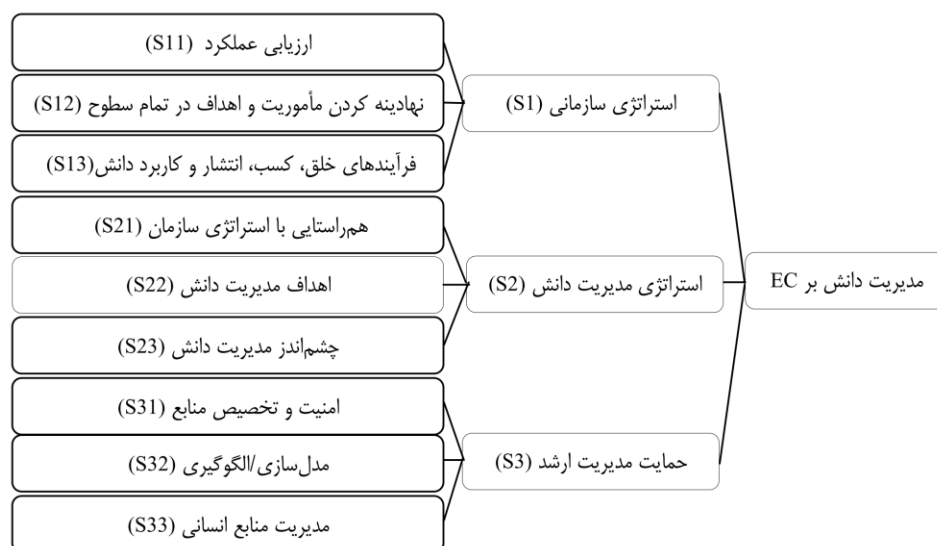 مدیریت دانش بر EC
استراتژی سازمانی (S1)
ارزیابی عملکرد (S11)
نهادینه کردن مأموریت و اهداف در تمام سطوح (S12)
فرآیندهای خلق، کسب، انتشار و کاربرد دانش(S13)
استراتژی مدیریت دانش (S2)
هم‌راستایی با استراتژی سازمان (S21)
اهداف مدیریت دانش (S22)
چشم‌اندز مدیریت دانش (S23)
حمایت مدیریت ارشد (S3)
امنیت و تخصیص منابع (S31)
مدل‌سازی/الگوگیری (S32)
مدیریت منابع انسانی (S33)